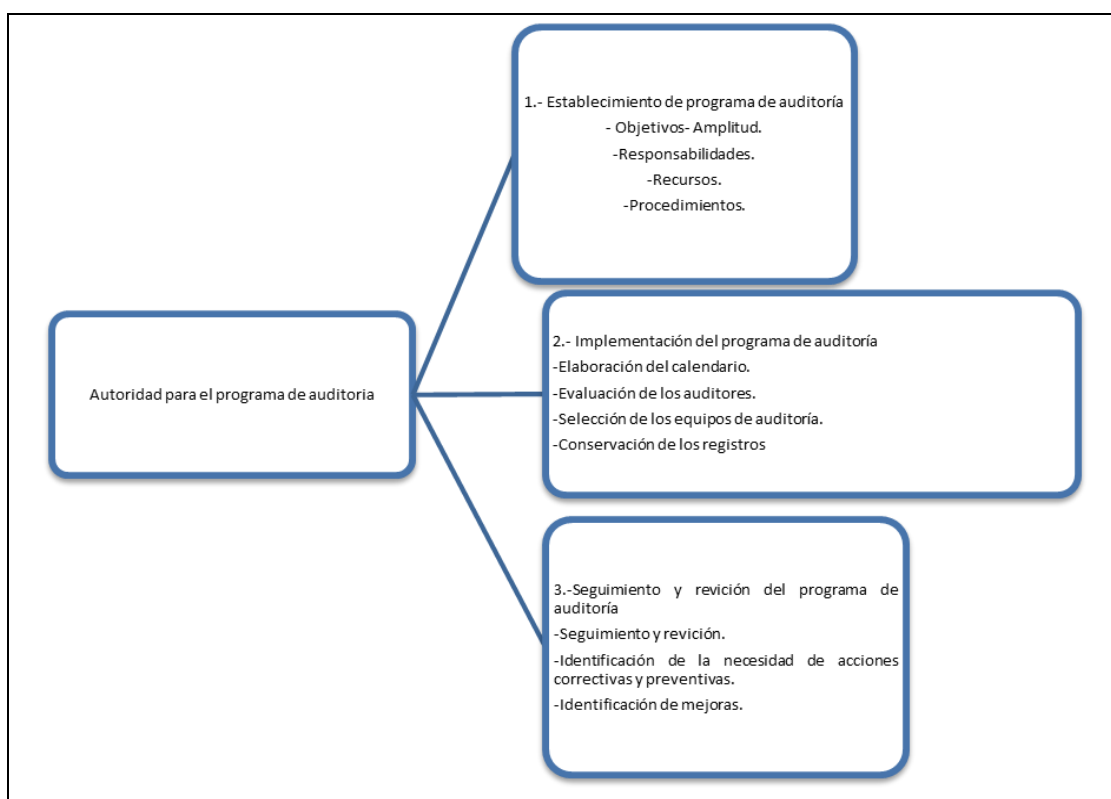 1.- Establecimiento de programa de auditoría
- Objetivos- Amplitud.
-Responsabilidades.
-Recursos.
-Procedimientos.
Autoridad para el programa de auditoria
2.- Implementación del programa de auditoría
-Elaboración del calendario.
-Evaluación de los auditores.
-Selección de los equipos de auditoría.
-Conservación de los registros
3.-Seguimiento y revición del programa de
auditoría
-Seguimiento y revición.
-Identificación de la necesidad de acciones
correctivas y preventivas.
-Identificación de mejoras.